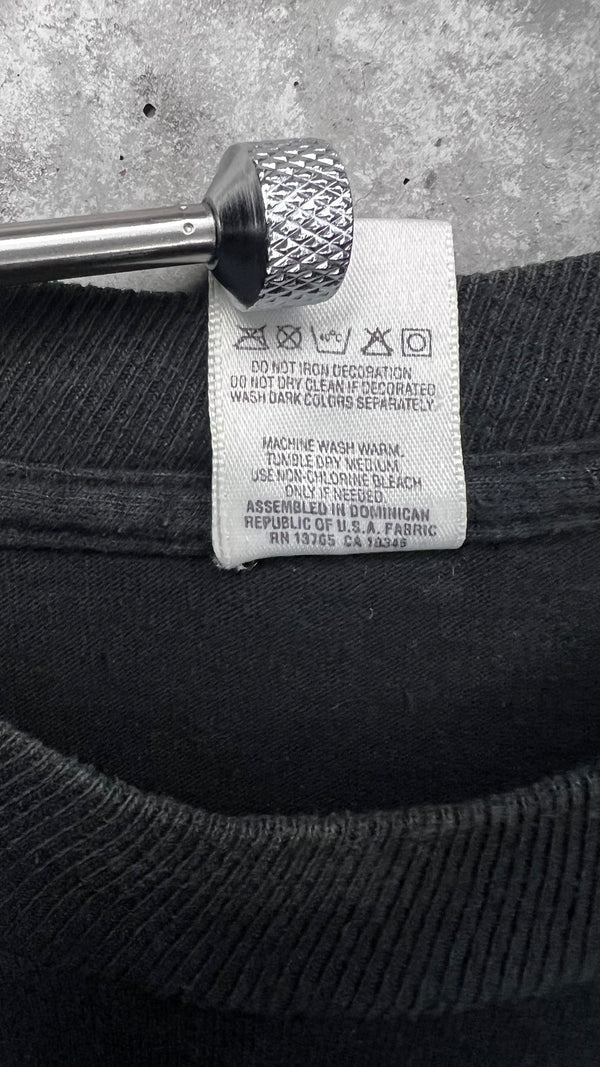 DO NOT IRON DECORATION
DO NOT DRY CLEAN IF DECORATED
WASH DARK COLORS SEPARATELY
MACHINE WASH WARM.
TUMBLE DRY MEDIUM
USE NON-CHLORINE BLEACH
ONLY IF NEEDED.
ASSEMBLED IN DOMINICAN
REPUBLIC OF U.S.A. FABRIC
RN 13765 CA